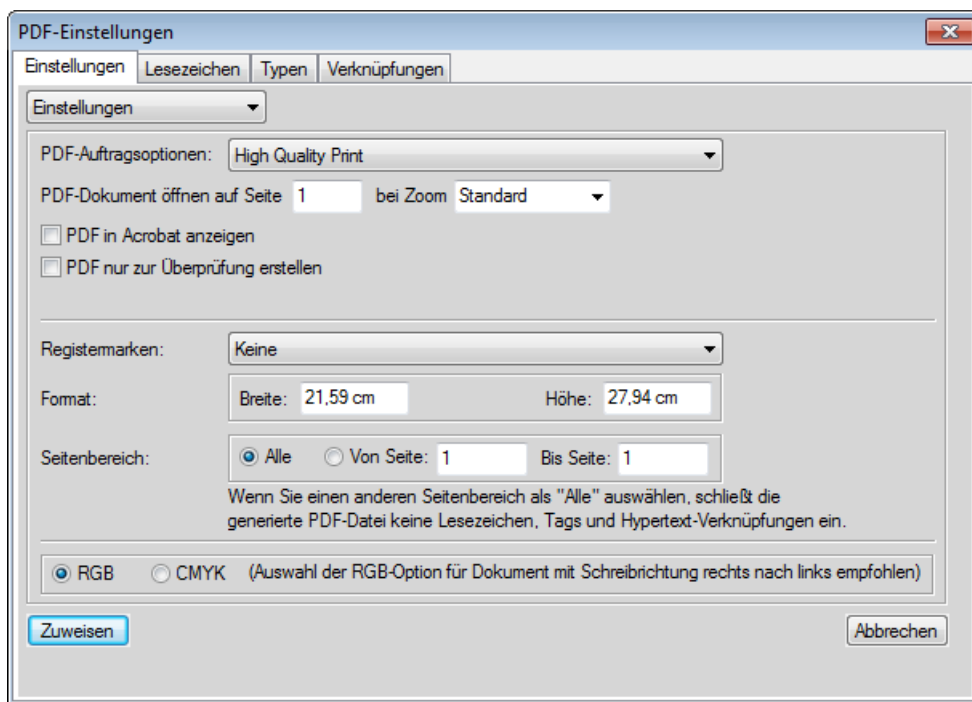 PDF-Einstellungen
Einstellungen Lesezeichen Typen Verknüpfungen
Einstellungen
PDF-Auftragsoptionen: High Quality Print
PDF-Dokument öffnen auf Seite 1 bei Zoom Standard
PDF in Acrobat anzeigen
PDF nur zur Überprüfung erstellen
Registermarken: Keine
Format: Breite: 21,59 cm Höhe: 27,94 cm
Seitenbereich: Alle Von Seite: 1 Bis Seite: 1
Wenn Sie einen anderen Seitenbereich als "Alle" auswählen, schließt die
generierte PDF-Datei keine Lesezeichen, Tags und Hypertext-Verknüpfungen ein.
RGB CMYK (Auswahl der RGB-Option für Dokument mit Schreibrichtung rechts nach links empfohlen)
Zuweisen Abbrechen